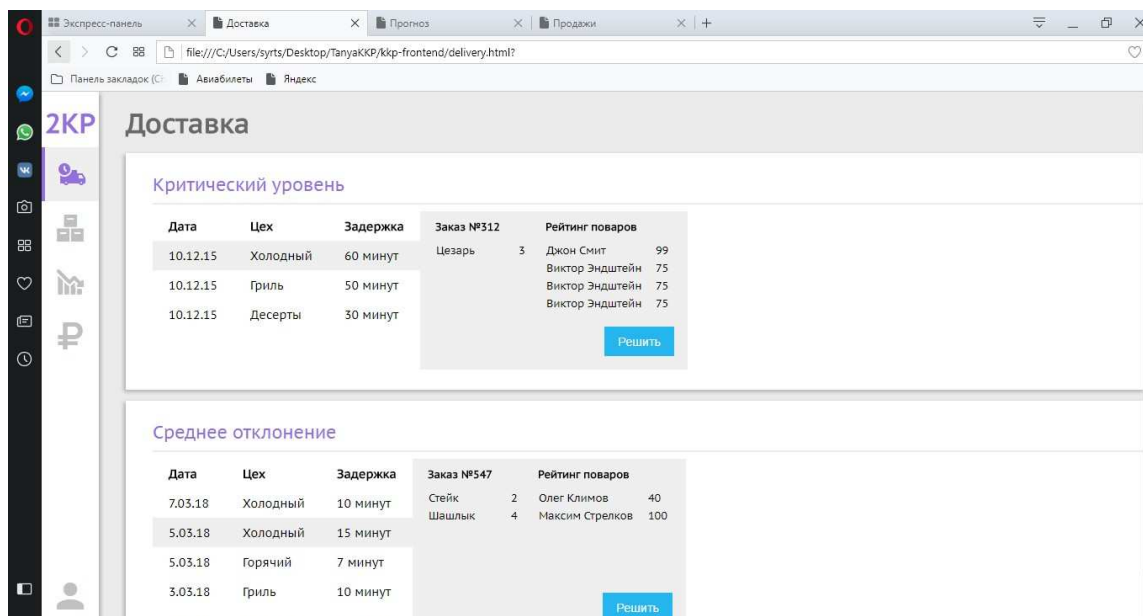 Экспресс-панель
Доставка
Прогноз
Продажи
file:///C:/Users/syrts/Desktop/TanyaKKP/kkp-frontend/delivery.html?
Панель закладок
Авиабилеты
Яндекс
2КР
Доставка
Критический уровень
Дата Цех Задержка
10.12.15 Холодный 60 минут
10.12.15 Гриль 50 минут
10.12.15 Десерты 30 минут
Заказ №312
Цезарь 3
Рейтинг поваров
Джон Смит 99
Виктор Эндштейн 75
Виктор Эндштейн 75
Виктор Эндштейн 75
Решить
Среднее отклонение
Дата Цех Задержка
7.03.18 Холодный 10 минут
5.03.18 Холодный 15 минут
5.03.18 Горячий 7 минут
3.03.18 Гриль 10 минут
Заказ №547
Стейк 2
Шашлык 4
Рейтинг поваров
Олег Климов 40
Максим Стрелков 100
Решить